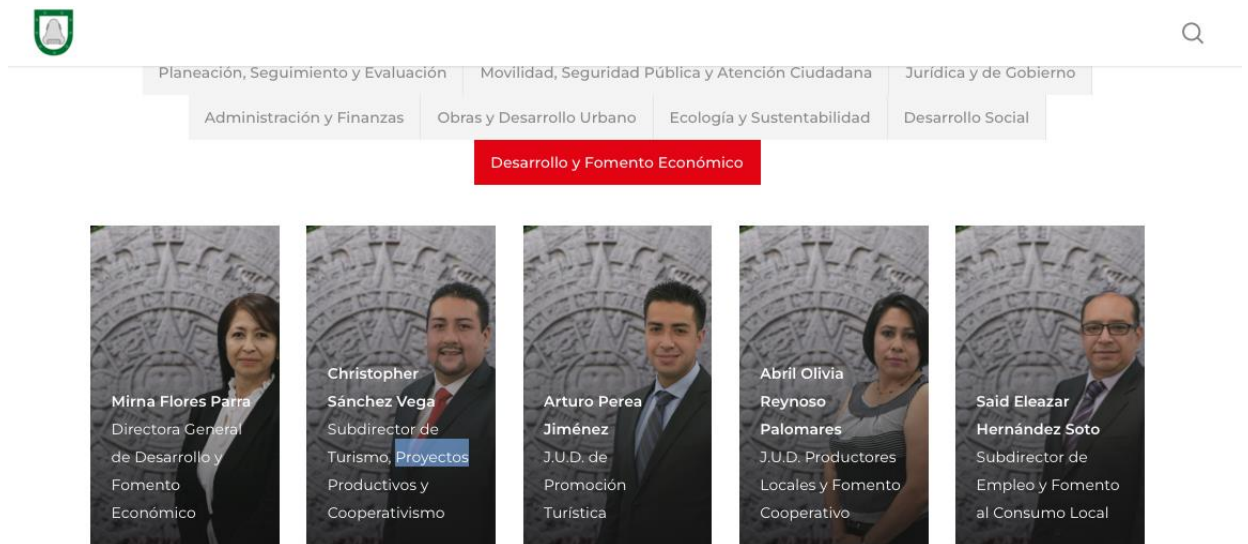 Planeación, Seguimiento y Evaluación Movilidad, Seguridad Pública y Atención Ciudadana Jurídica y de Gobierno
Administración y Finanzas Obras y Desarrollo Urbano Ecología y Sustentabilidad Desarrollo Social
Desarrollo y Fomento Económico
Mirna Flores Parra
Directora General
de Desarrollo y
Fomento
Económico
Christopher
Sánchez Vega
Subdirector de
Turismo, Proyectos
Productivos y
Cooperativismo
Arturo Perea
Jiménez
J.U.D. de
Promoción
Turística
Abril Olivia
Reynoso
Palomares
J.U.D. Productores
Locales y Fomento
Cooperativo
Said Eleazar
Hernández Soto
Subdirector de
Empleo y Fomento
al Consumo Local